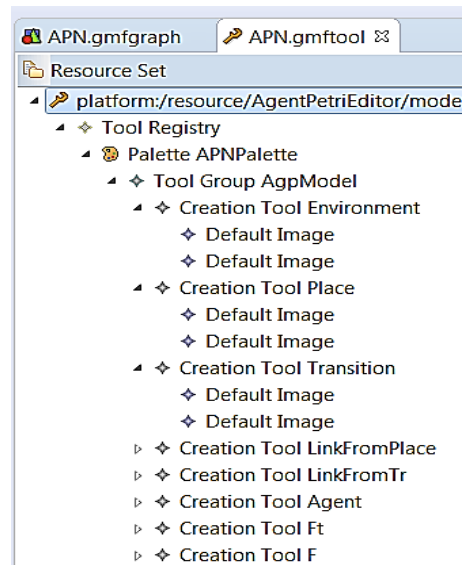 APN.gmfgraph APN.gmftool
Resource Set
platform:/resource/AgentPetriEditor/mode
Tool Registry
Palette APNPalette
Tool Group AgpModel
Creation Tool Environment
Default Image
Default Image
Creation Tool Place
Default Image
Default Image
Creation Tool Transition
Default Image
Default Image
Creation Tool LinkFromPlace
Creation Tool LinkFromTr
Creation Tool Agent
Creation Tool Ft
Creation Tool F